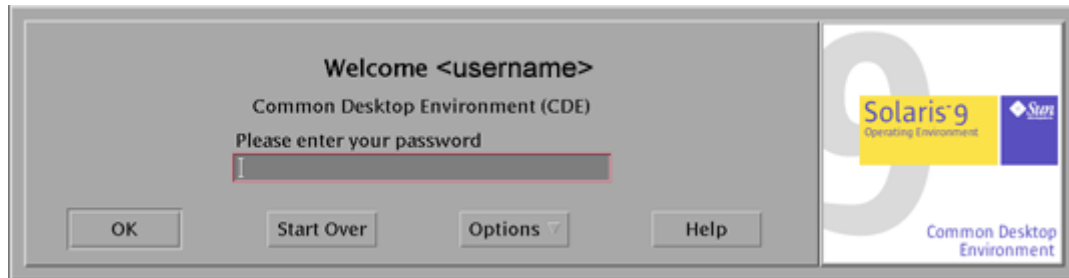 Welcome <username>
Common Desktop Environment (CDE)
Please enter your password
OK
Start Over
Options
Help
9
Solaris™9
Operating Environment
Sun
Common Desktop
Environment